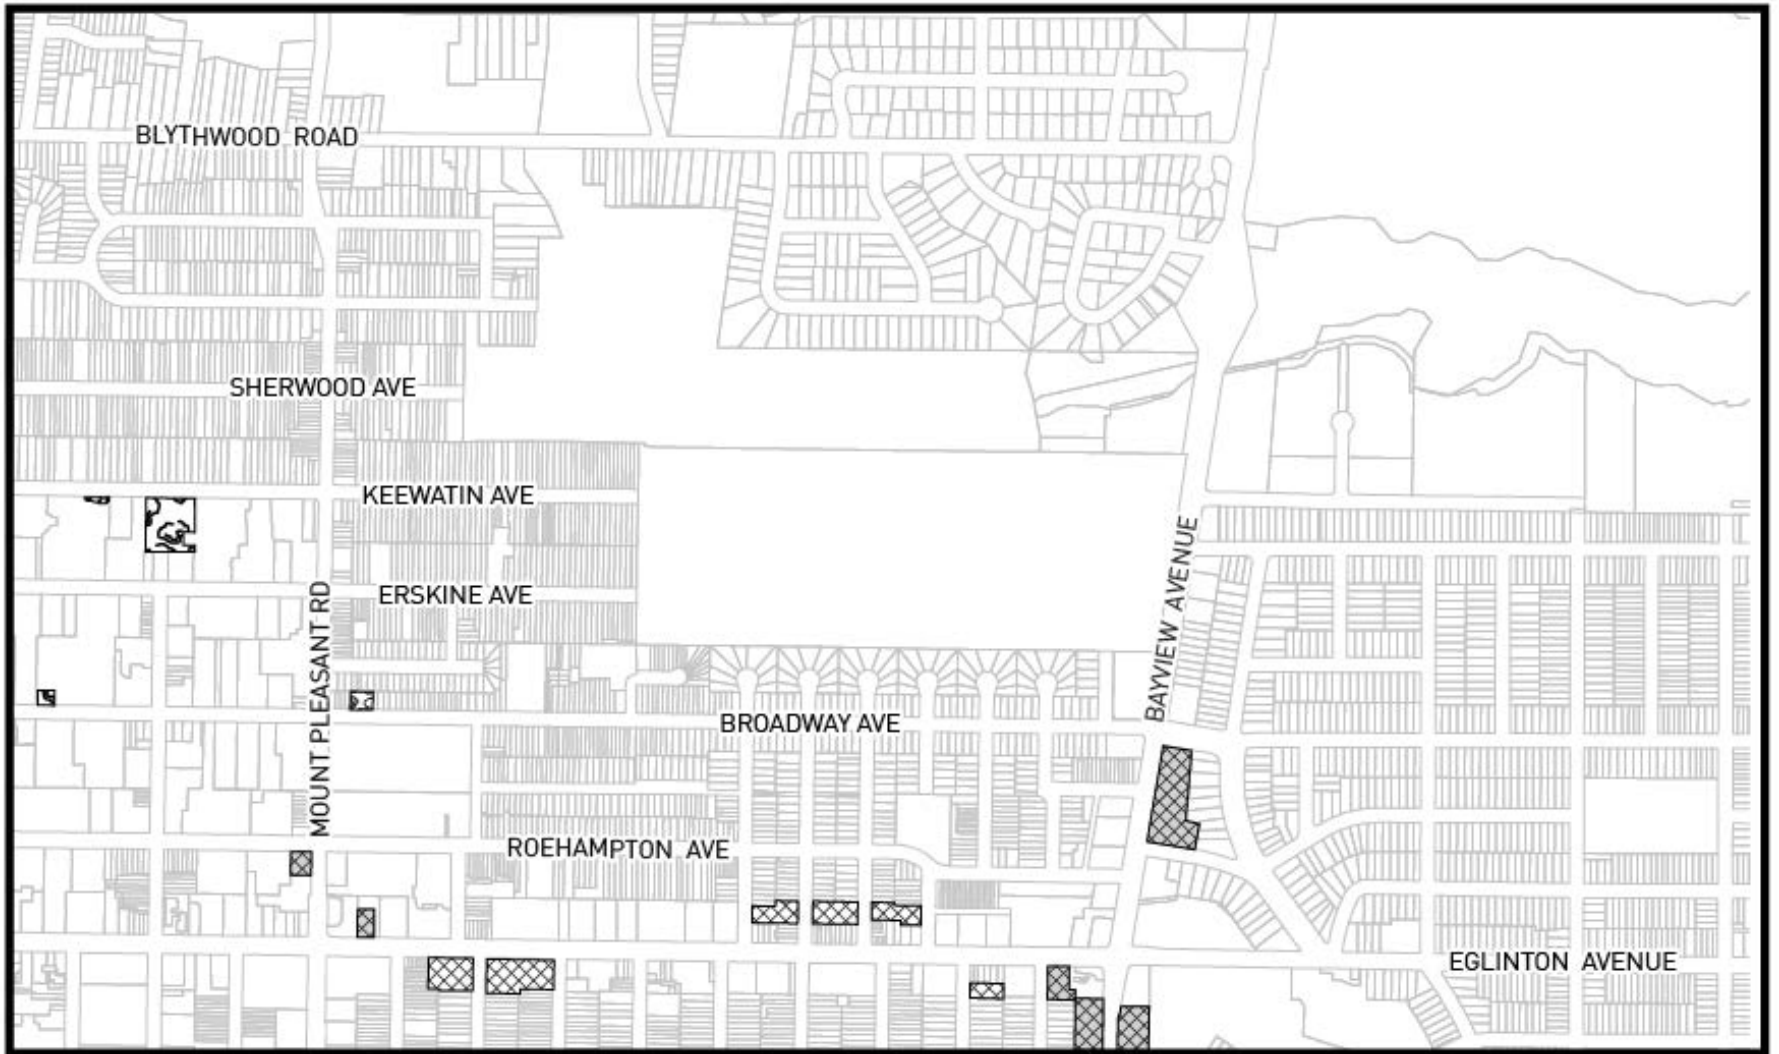 BLYTHWOOD ROAD
SHERWOOD AVE
KEEWATIN AVE
ERSKINE AVE
MOUNT PLEASANT RD
BAYVIEW AVENUE
BROADWAY AVE
ROEHAMPTON AVE
EGLINTON AVENUE